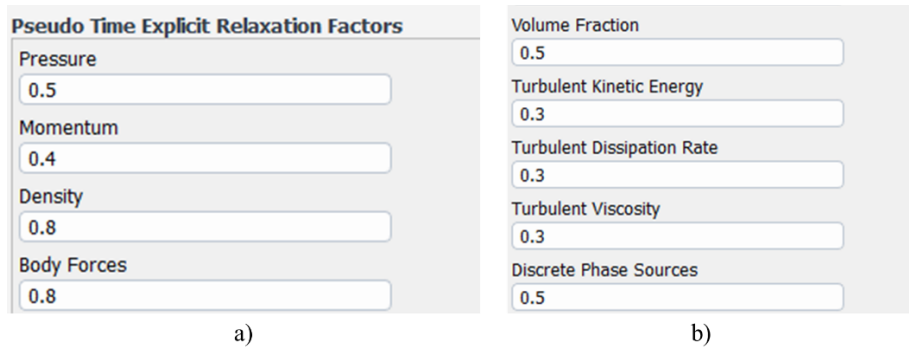 Pseudo Time Explicit Relaxation Factors
Pressure
0.5
Momentum
0.4
Density
0.8
Body Forces
0.8
a)
Volume Fraction
0.5
Turbulent Kinetic Energy
0.3
Turbulent Dissipation Rate
0.3
Turbulent Viscosity
0.3
Discrete Phase Sources
0.5
b)